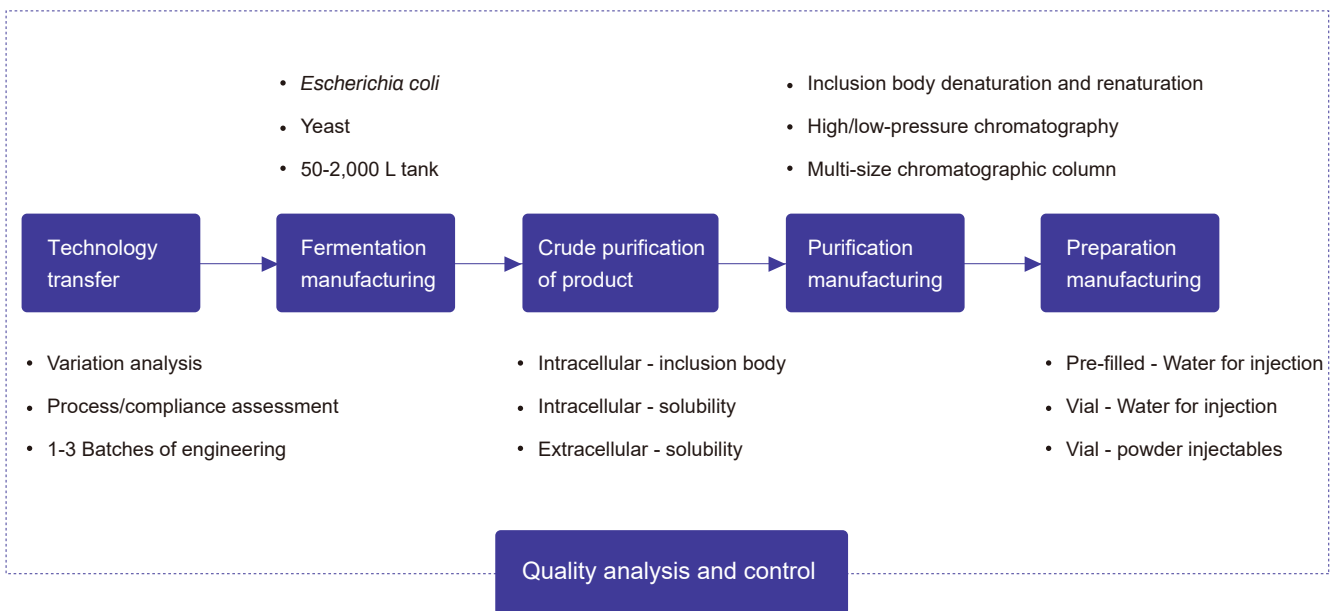 Escherichia coli
Yeast
50-2,000 L tank
Inclusion body denaturation and renaturation
High/low-pressure chromatography
Multi-size chromatographic column
Technology
transfer
Fermentation
manufacturing
Crude purification
of product
Purification
manufacturing
Preparation
manufacturing
Variation analysis
Process/compliance assessment
1-3 Batches of engineering
Intracellular - inclusion body
Intracellular - solubility
Extracellular - solubility
Pre-filled - Water for injection
Vial - Water for injection
Vial - powder injectables
Quality analysis and control